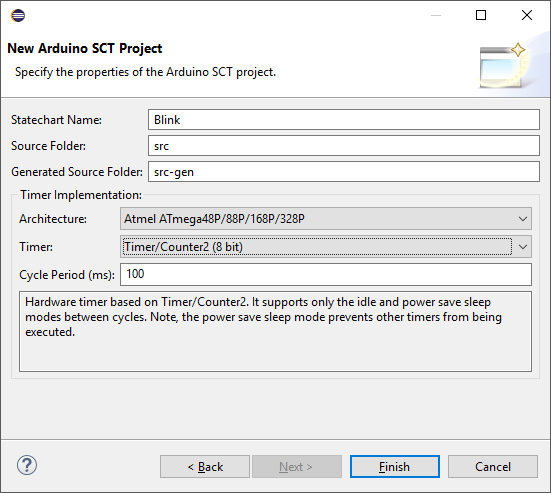 New Arduino SCT Project
Specify the properties of the Arduino SCT project.
Statechart Name: Blink
Source Folder: src
Generated Source Folder: src-gen
Timer Implementation:
Architecture: Atmel ATmega48P/88P/168P/328P
Timer: Timer/Counter2 (8 bit)
Cycle Period (ms): 100
Hardware timer based on Timer/Counter2. It supports only the idle and power save sleep
modes between cycles. Note, the power save sleep mode prevents other timers from being
executed.
? < Back Next > Finish Cancel